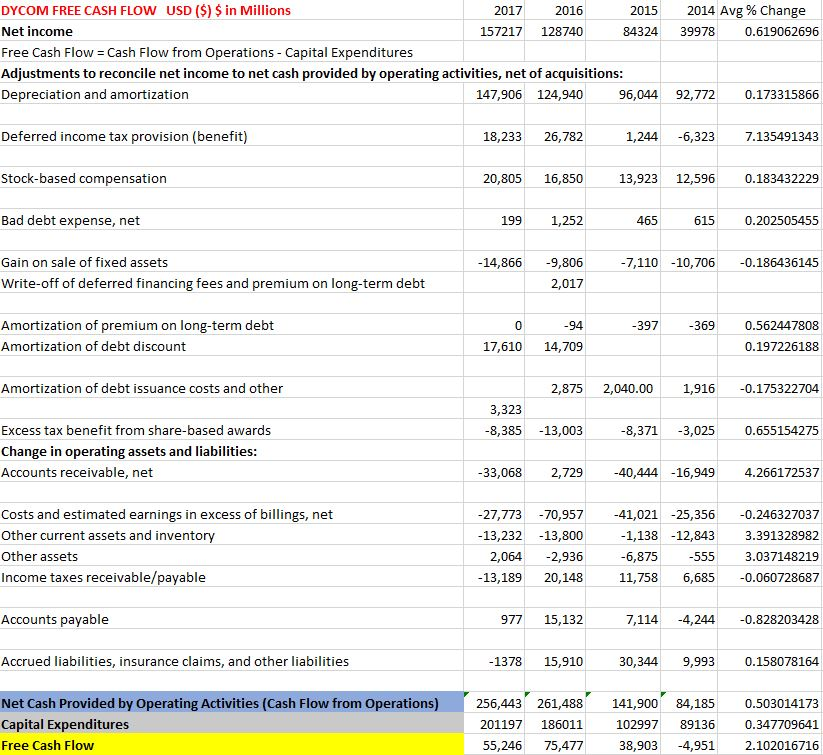 DYCOM FREE CASH FLOW USD ($) $ in Millions 2017 2016 2015 2014 Avg % Change
Net income 157217 128740 84324 39978 0.619062696
Free Cash Flow = Cash Flow from Operations - Capital Expenditures
Adjustments to reconcile net income to net cash provided by operating activities, net of acquisitions:
Depreciation and amortization 147,906 124,940 96,044 92,772 0.173315866
Deferred income tax provision (benefit) 18,233 26,782 1,244 -6,323 7.135491343
Stock-based compensation 20,805 16,850 13,923 12,596 0.183432229
Bad debt expense, net 199 1,252 465 615 0.202505455
Gain on sale of fixed assets -14,866 -9,806 -7,110 -10,706 -0.186436145
Write-off of deferred financing fees and premium on long-term debt 2,017
Amortization of premium on long-term debt 0 -94 -397 -369 0.562447808
Amortization of debt discount 17,610 14,709 0.197226188
Amortization of debt issuance costs and other 2,875 2,040.00 1,916 -0.175322704
3,323
Excess tax benefit from share-based awards -8,385 -13,003 -8,371 -3,025 0.655154275
Change in operating assets and liabilities:
Accounts receivable, net -33,068 2,729 -40,444 -16,949 4.266172537
Costs and estimated earnings in excess of billings, net -27,773 -70,957 -41,021 -25,356 -0.246327037
Other current assets and inventory -13,232 -13,800 -1,138 -12,843 3.391328982
Other assets 2,064 -2,936 -6,875 -555 3.037148219
Income taxes receivable/payable -13,189 20,148 11,758 6,685 -0.060728687
Accounts payable 977 15,132 7,114 -4,244 -0.828203428
Accrued liabilities, insurance claims, and other liabilities -1378 15,910 30,344 9,993 0.158078164
Net Cash Provided by Operating Activities (Cash Flow from Operations) 256,443 261,488 141,900 84,185 0.503014173
Capital Expenditures 201197 186011 102997 89136 0.347709641
Free Cash Flow 55,246 75,477 38,903 -4,951 2.102016716